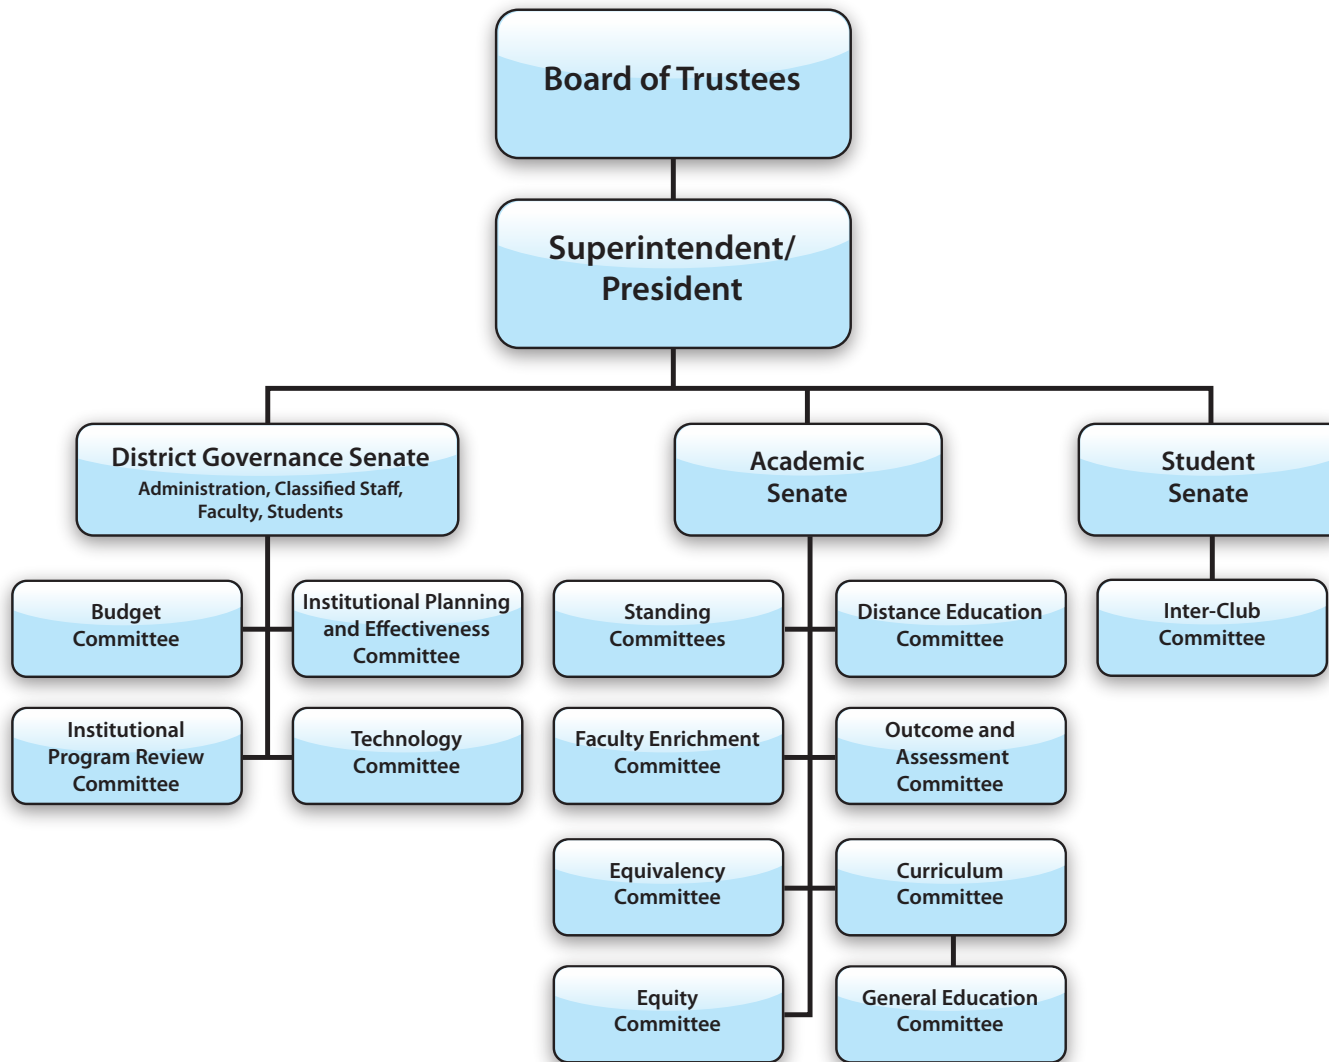 Board of Trustees
Superintendent/
President
District Governance Senate
Administration, Classified Staff,
Faculty, Students
Academic
Senate
Student
Senate
Budget
Committee
Institutional Planning
and Effectiveness
Committee
Standing
Committees
Distance Education
Committee
Inter-Club
Committee
Institutional
Program Review
Committee
Technology
Committee
Faculty Enrichment
Committee
Outcome and
Assessment
Committee
Equivalency
Committee
Curriculum
Committee
Equity
Committee
General Education
Committee